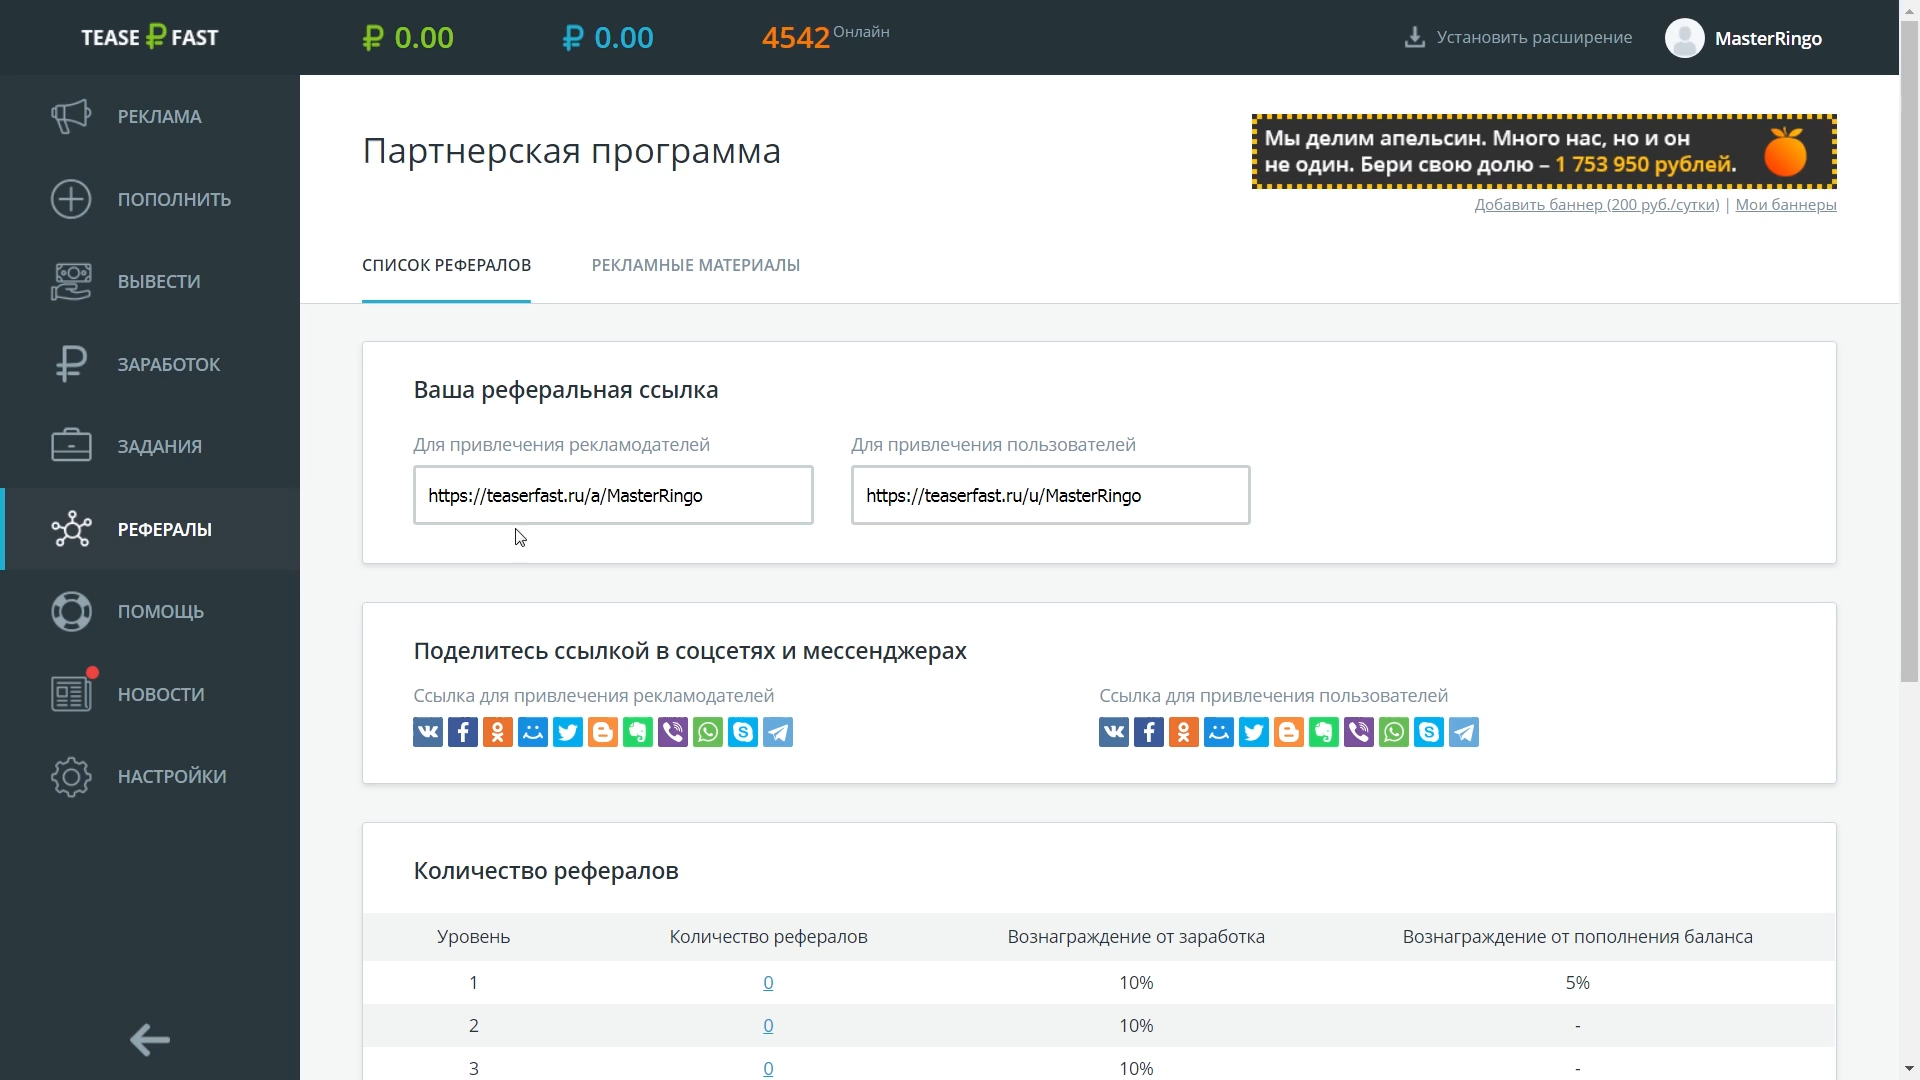 TEASE ₽ FAST
₽ 0.00
₽ 0.00
4542 Онлайн
Установить расширение
MasterRingo
РЕКЛАМА
ПОПОЛНИТЬ
ВЫВЕСТИ
ЗАРАБОТОК
ЗАДАНИЯ
РЕФЕРАЛЫ
ПОМОЩЬ
НОВОСТИ
НАСТРОЙКИ
Партнерская программа
Мы делим апельсин. Много нас, но и он
не один. Бери свою долю – 1 753 950 рублей.
Добавить баннер (200 руб./сутки) | Мои баннеры
СПИСОК РЕФЕРАЛОВ РЕКЛАМНЫЕ МАТЕРИАЛЫ
Ваша реферальная ссылка
Для привлечения рекламодателей Для привлечения пользователей
https://teaserfast.ru/a/MasterRingo https://teaserfast.ru/u/MasterRingo
Поделитесь ссылкой в соцсетях и мессенджерах
Ссылка для привлечения рекламодателей Ссылка для привлечения пользователей
Количество рефералов
Уровень Количество рефералов Вознаграждение от заработка Вознаграждение от пополнения баланса
1 0 10% 5%
2 0 10% -
3 0 10% -